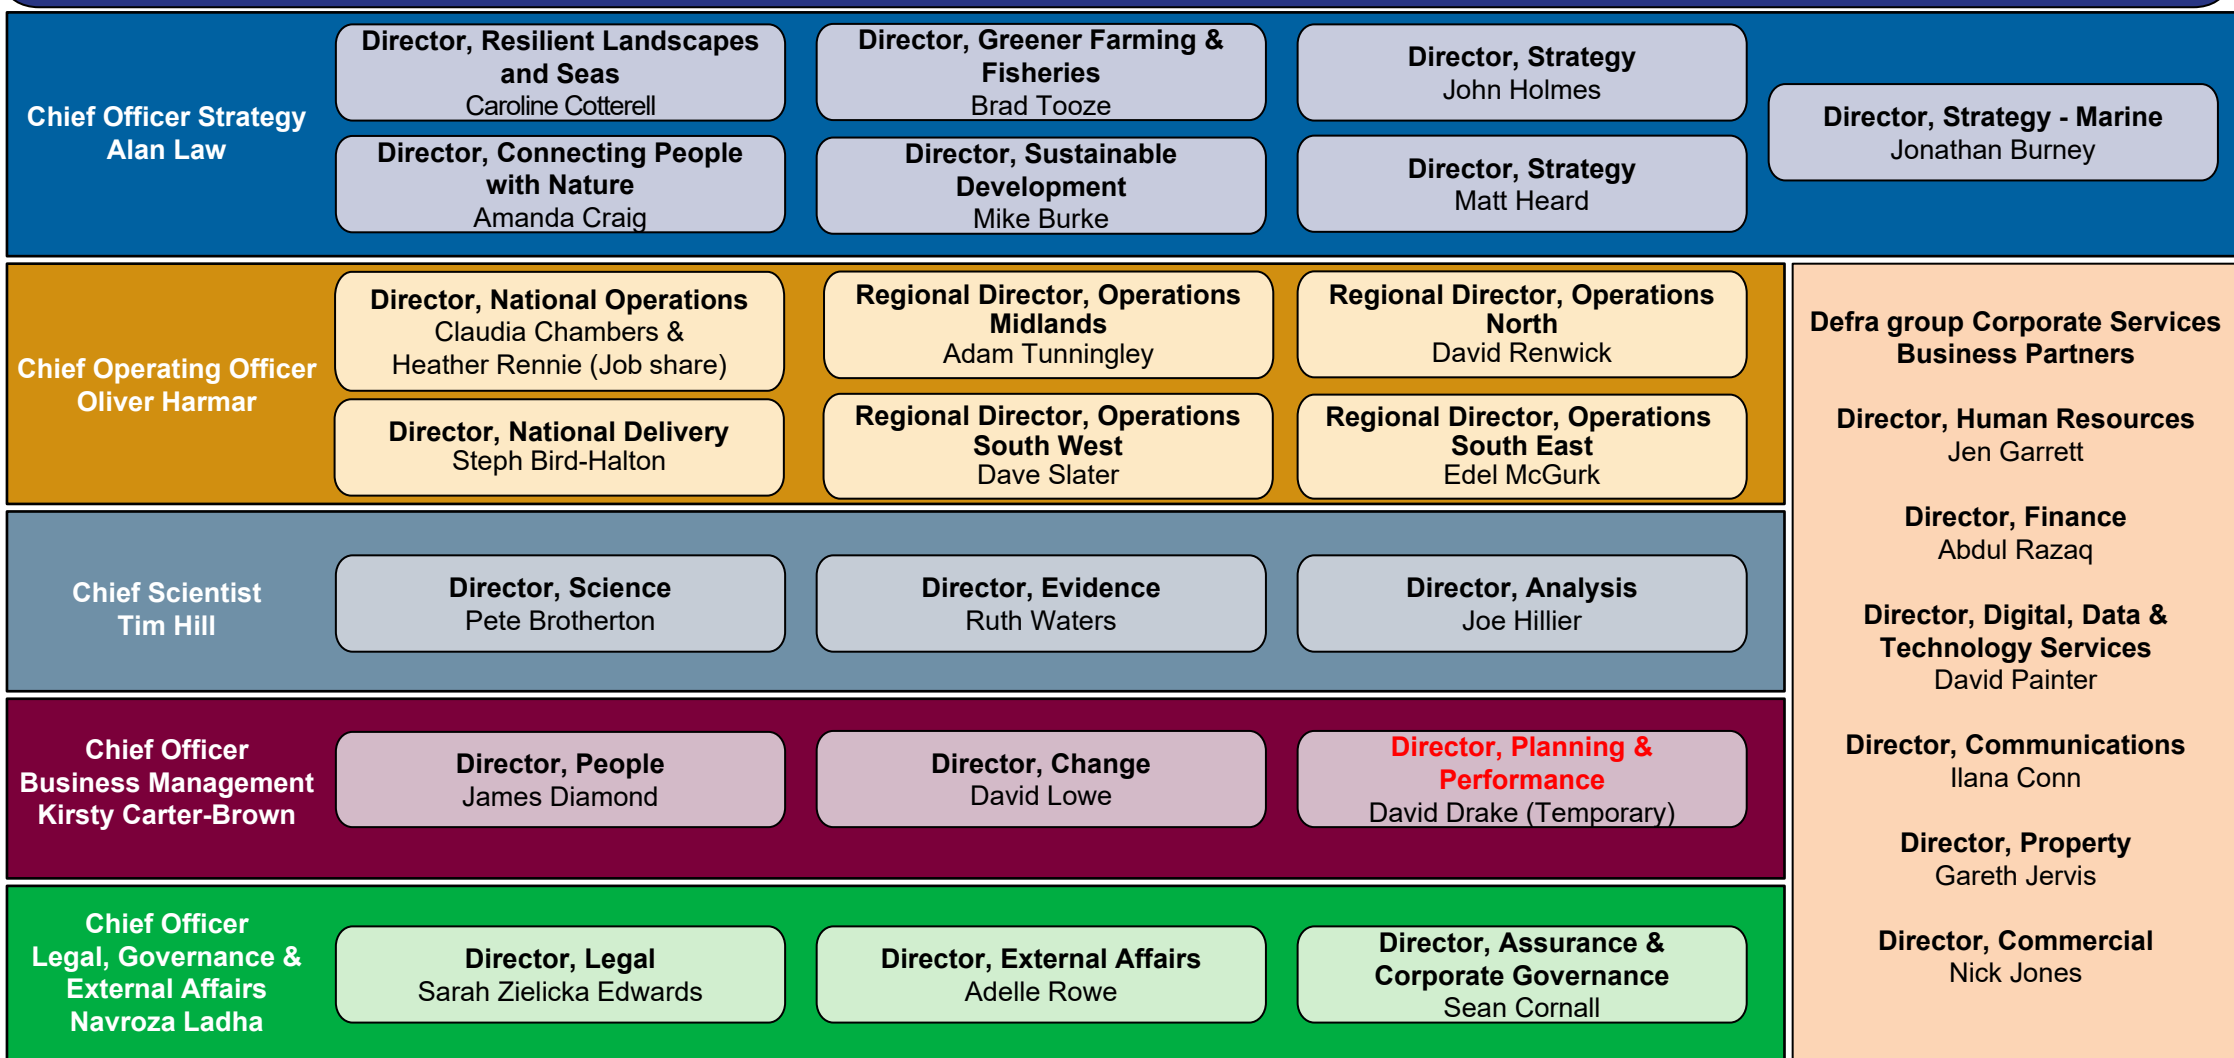 Chief Officer Strategy
Alan Law
Director, Resilient Landscapes
and Seas
Caroline Cotterell
Director, Greener Farming &
Fisheries
Brad Tooze
Director, Strategy
John Holmes
Director, Connecting People
with Nature
Amanda Craig
Director, Sustainable
Development
Mike Burke
Director, Strategy
Matt Heard
Director, Strategy - Marine
Jonathan Burney
Chief Operating Officer
Oliver Harmar
Director, National Operations
Claudia Chambers &
Heather Rennie (Job share)
Regional Director, Operations
Midlands
Adam Tunningley
Regional Director, Operations
North
David Renwick
Director, National Delivery
Steph Bird-Halton
Regional Director, Operations
South West
Dave Slater
Regional Director, Operations
South East
Edel McGurk
Chief Scientist
Tim Hill
Director, Science
Pete Brotherton
Director, Evidence
Ruth Waters
Director, Analysis
Joe Hillier
Chief Officer
Business Management
Kirsty Carter-Brown
Director, People
James Diamond
Director, Change
David Lowe
Director, Planning &
Performance
David Drake (Temporary)
Chief Officer
Legal, Governance &
External Affairs
Navroza Ladha
Director, Legal
Sarah Zielicka Edwards
Director, External Affairs
Adelle Rowe
Director, Assurance &
Corporate Governance
Sean Cornall
Defra group Corporate Services
Business Partners
Director, Human Resources
Jen Garrett
Director, Finance
Abdul Razaq
Director, Digital, Data &
Technology Services
David Painter
Director, Communications
Ilana Conn
Director, Property
Gareth Jervis
Director, Commercial
Nick Jones